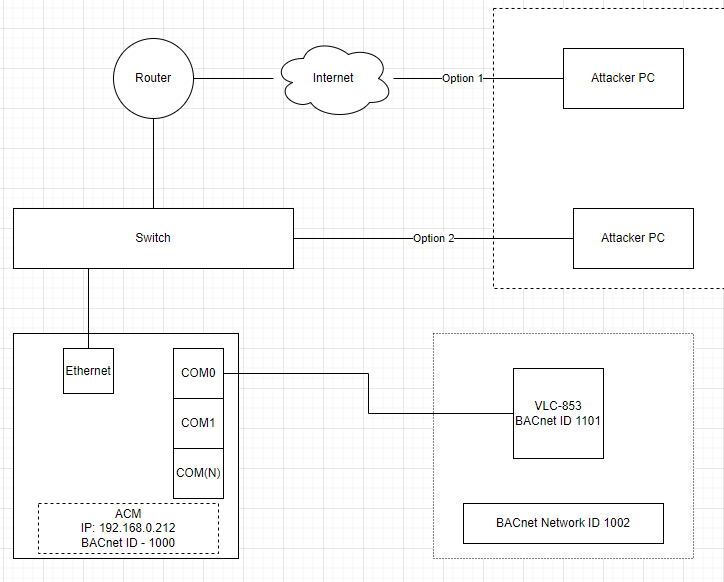 Router
Internet
Option 1
Attacker PC
Switch
Option 2
Attacker PC
Ethernet
COM0
COM1
COM(N)
ACM
IP: 192.168.0.212
BACnet ID - 1000
VLC-853
BACnet ID 1101
BACnet Network ID 1002